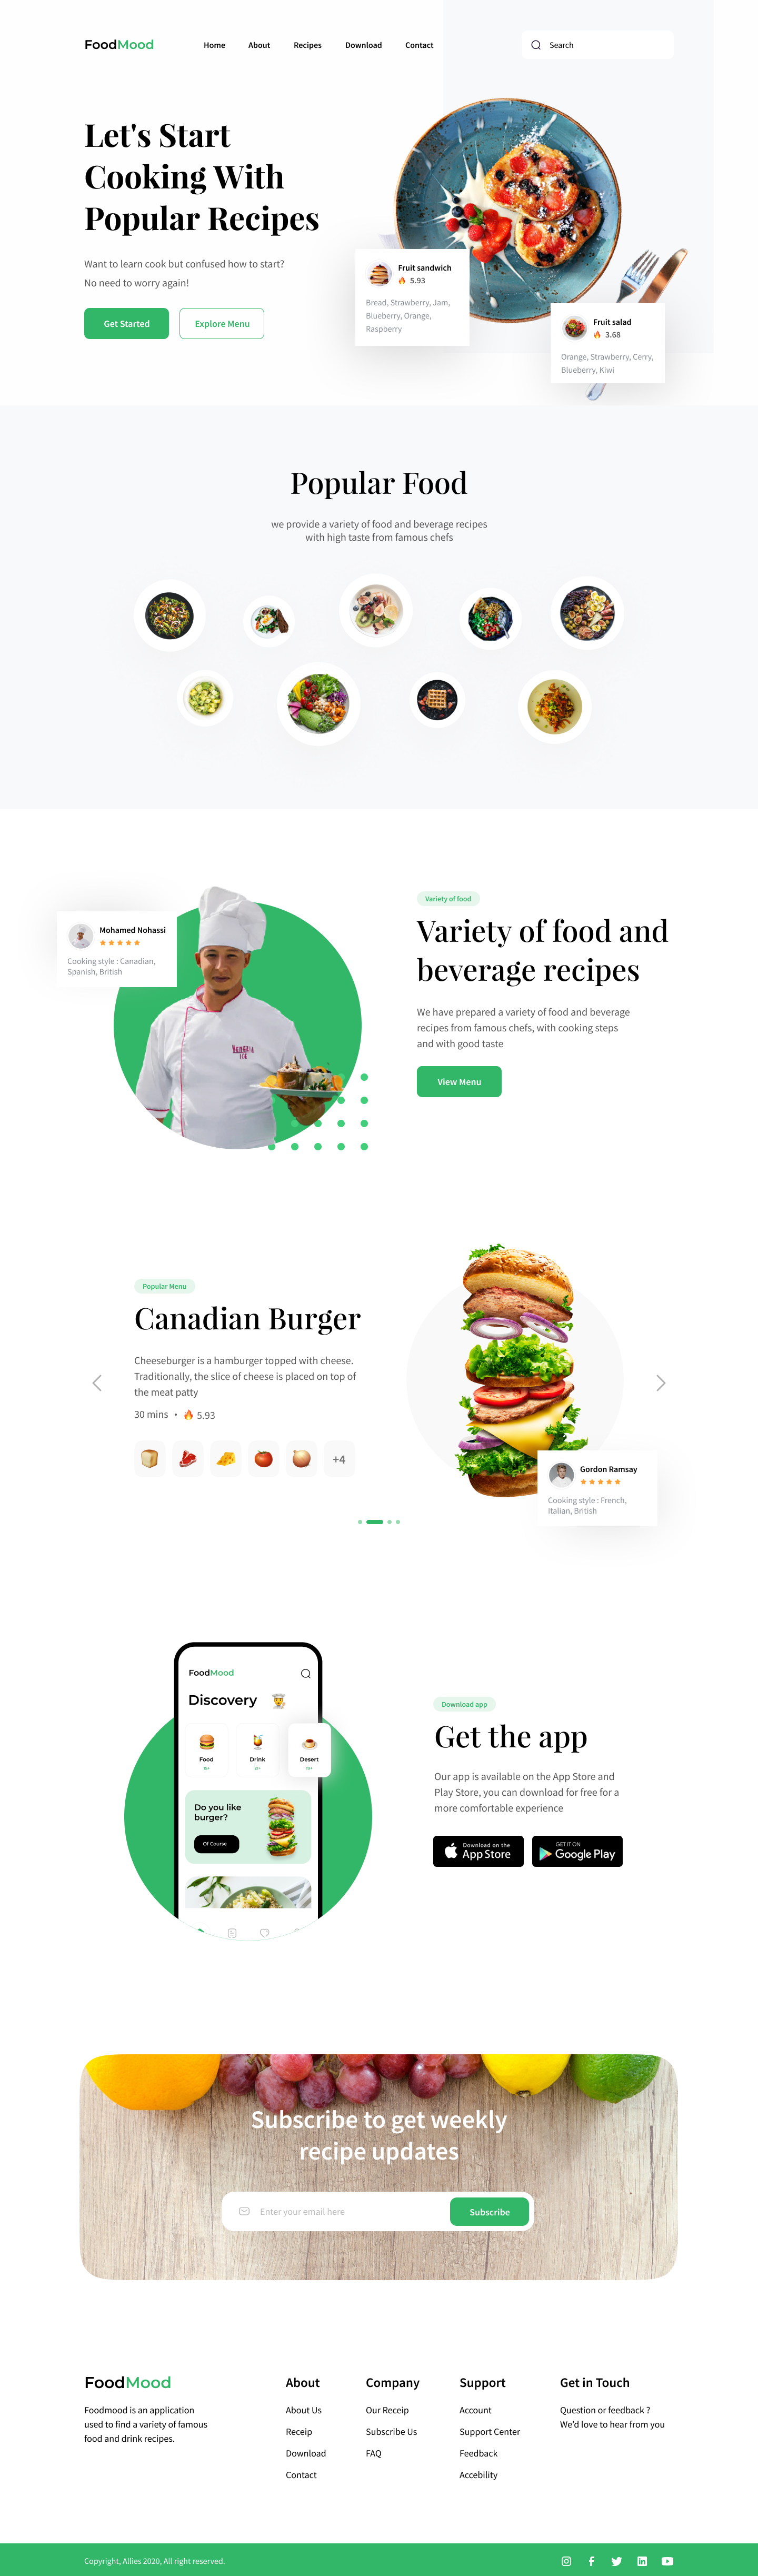 FoodMood
Home
About
Recipes
Download
Contact
Search
Let's Start
Cooking With
Popular Recipes
Want to learn cook but confused how to start?
No need to worry again!
Get Started
Explore Menu
Fruit sandwich
5.93
Bread, Strawberry, Jam,
Blueberry, Orange,
Raspberry
Fruit salad
3.68
Orange, Strawberry, Cerry,
Blueberry, Kiwi
Popular Food
we provide a variety of food and beverage recipes
with high taste from famous chefs
Mohamed Nohassi
Cooking style : Canadian,
Spanish, British
Variety of food
Variety of food and
beverage recipes
We have prepared a variety of food and beverage
recipes from famous chefs, with cooking steps
and with good taste
View Menu
Popular Menu
Canadian Burger
Cheeseburger is a hamburger topped with cheese.
Traditionally, the slice of cheese is placed on top of
the meat patty
30 mins • 5.93
+4
Gordon Ramsay
Cooking style : French,
Italian, British
FoodMood
Discovery
Food
Drink
Desert
Do you like
burger?
Of Course
Download app
Get the app
Our app is available on the App Store and
Play Store, you can download for free for a
more comfortable experience
Download on the
App Store
GET IT ON
Google Play
Subscribe to get weekly
recipe updates
Enter your email here
Subscribe
FoodMood
Foodmood is an application
used to find a variety of famous
food and drink recipes.
About
About Us
Receip
Download
Contact
Company
Our Receip
Subscribe Us
FAQ
Support
Account
Support Center
Feedback
Accebility
Get in Touch
Question or feedback ?
We'd love to hear from you
Copyright, Allies 2020, All right reserved.